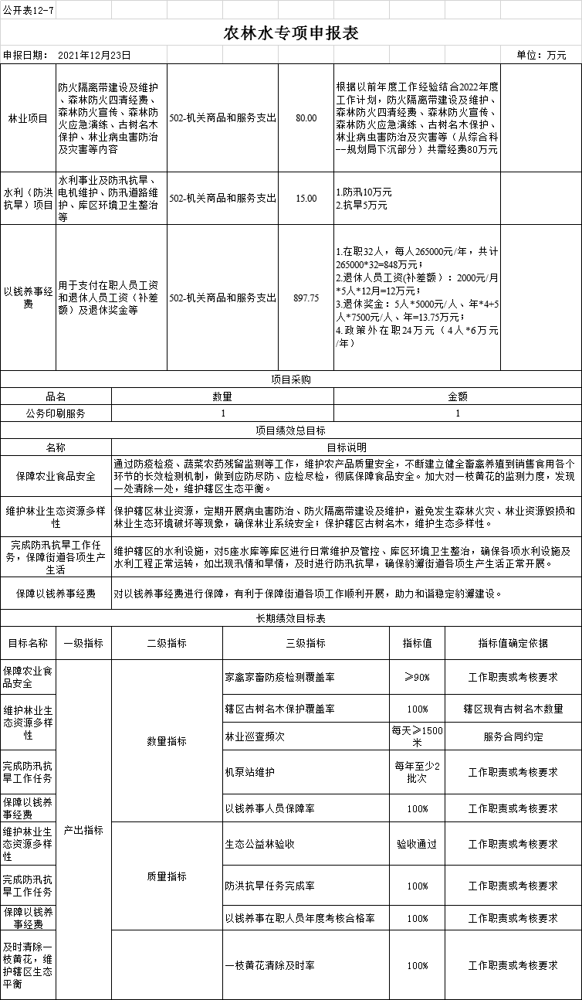 公开表12-7
农林水专项申报表
申报日期： 2021年12月23日 单位：万元
林业项目
防火隔离带建设及维护
、森林防火四清经费、
森林防火宣传、森林防
火应急演练、古树名木
保护、林业病虫害防治
及灾害等内容
502-机关商品和服务支出
80.00
根据以前年度工作经验结合2022年度
工作计划，防火隔离带建设及维护、
森林防火四清经费、森林防火宣传、
森林防火应急演练、古树名木保护、
林业病虫害防治及灾害等（从综合科
--规划局下沉部分）共需经费80万元
水利（防洪
抗旱）项目
水利事业及防汛抗旱、
电机维护、防汛道路维
护、库区环境卫生整治
等
502-机关商品和服务支出
15.00
1.防汛10万元
2.抗旱5万元
以钱养事经
费
用于支付在职人员工资
和退休人员工资（补差
额）及退休奖金等
502-机关商品和服务支出
897.75
1.在职32人，每人265000元/年，共计
265000*32=848万元；
2.退休人员工资(补差额）：2000元/月
*5人*12月=12万元；
3.退休奖金：5人*5000元/人、年*4+5
人*7500元/人、年=13.75万元；
4.政策外在职24万元（4人*6万元
/年）
项目采购
品名 数量 金额
公务印刷服务 1 1
项目绩效总目标
名称 目标说明
保障农业食品安全
通过防疫检疫、蔬菜农药残留监测等工作，维护农产品质量安全，不断建立健全畜禽养殖到销售食用各个
环节的长效检测机制，做到应防尽防、应检尽检，彻底保障食品安全。加大对一枝黄花的监测力度，发现
一处清除一处，维护辖区生态平衡。
维护林业生态资源多样
性
保护辖区林业资源，定期开展病虫害防治、防火隔离带建设及维护，避免发生森林火灾、林业资源毁损和
林业生态环境破坏等现象，确保林业系统安全；保护辖区古树名木，维护生态多样性。
完成防汛抗旱工作任
务，保障街道各项生产
生活
维护辖区的水利设施，对5座水库等库区进行日常维护及管控、库区环境卫生整治，确保各项水利设施及
水利工程正常运转，如出现汛情和旱情，及时进行防汛抗旱，确保豹澥街道各项生产生活正常开展。
保障以钱养事经费
对以钱养事经费进行保障，有利于保障街道各项工作顺利开展，助力和谐稳定豹澥建设。
长期绩效目标表
目标名称 一级指标 二级指标 三级指标 指标值 指标值确定依据
保障农业食
品安全
家禽家畜防疫检测覆盖率 ≥90% 工作职责或考核要求
维护林业生
态资源多样
性
辖区古树名木保护覆盖率 100% 辖区现有古树名木数量
林业巡查频次
每天≥1500
米
服务合同约定
数量指标
完成防汛抗
旱工作任务
机泵站维护
每年至少2
批次
工作职责或考核要求
保障以钱养
事经费
以钱养事人员保障率 100% 工作职责或考核要求
产出指标
维护林业生
态资源多样
性
生态公益林验收 验收通过 工作职责或考核要求
质量指标
完成防汛抗
旱工作任务
防洪抗旱任务完成率 100% 工作职责或考核要求
保障以钱养
事经费
以钱养事在职人员年度考核合格率 100% 工作职责或考核要求
及时清除一
枝黄花，维
护辖区生态
平衡
一枝黄花清除及时率 100% 工作职责或考核要求